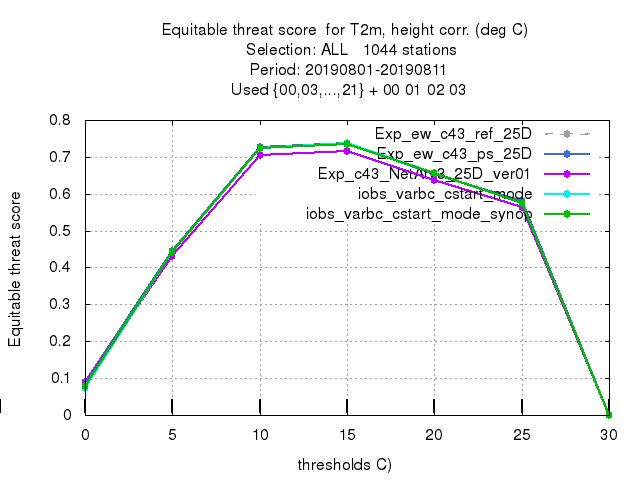 Equitable threat score for T2m, height corr. (deg C)
Selection: ALL 1044 stations
Period: 20190801-20190811
Used {00,03,...,21} + 00 01 02 03
Equitable threat score
0.8
0.7
0.6
0.5
0.4
0.3
0.2
0.1
0
Exp_ew_c43_ref_25D
Exp_ew_c43_ps_25D
Exp_c43_NetAt43_25D_ver01
iobs_varbc_cstart_mode
iobs_varbc_cstart_mode_synop
0 5 10 15 20 25 30
thresholds C)